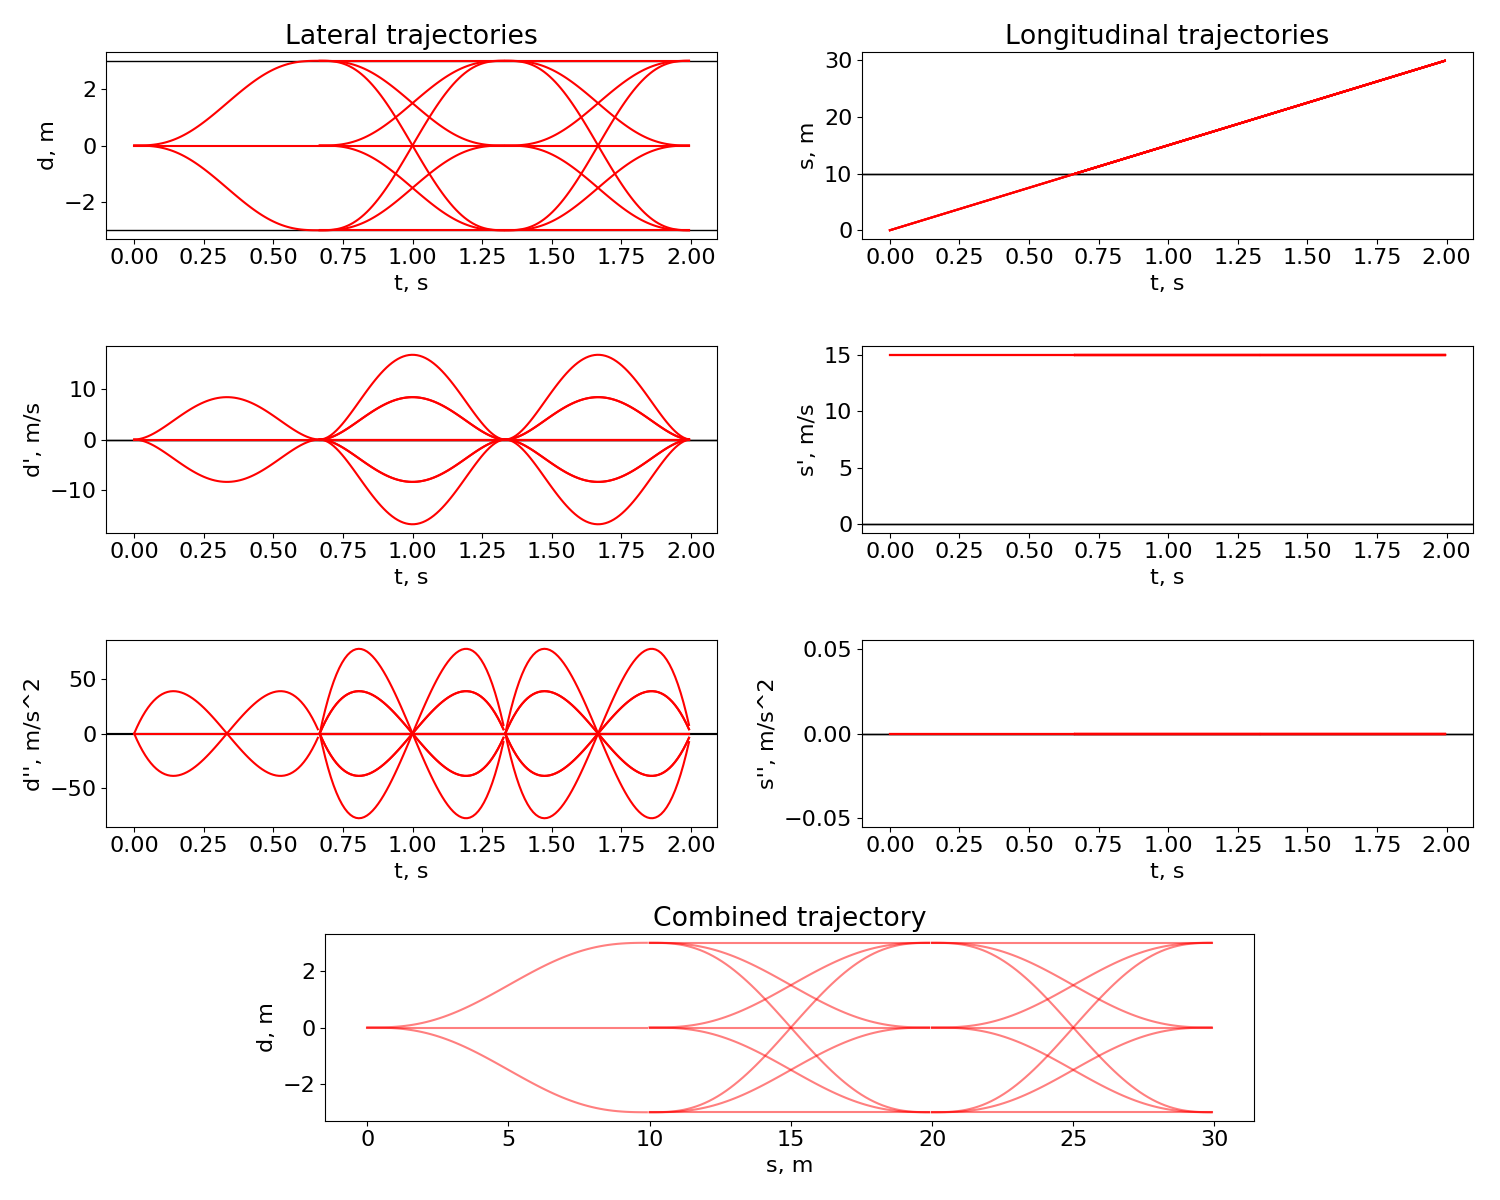 Lateral trajectories
2
0
−2
d, m
0.00 0.25 0.50 0.75 1.00 1.25 1.50 1.75 2.00
t, s
Longitudinal trajectories
30
20
10
0
s, m
0.00 0.25 0.50 0.75 1.00 1.25 1.50 1.75 2.00
t, s
10
0
−10
d', m/s
0.00 0.25 0.50 0.75 1.00 1.25 1.50 1.75 2.00
t, s
15
10
5
0
s', m/s
0.00 0.25 0.50 0.75 1.00 1.25 1.50 1.75 2.00
t, s
50
0
−50
d'', m/s^2
0.00 0.25 0.50 0.75 1.00 1.25 1.50 1.75 2.00
t, s
0.05
0.00
−0.05
s'', m/s^2
0.00 0.25 0.50 0.75 1.00 1.25 1.50 1.75 2.00
t, s
Combined trajectory
2
0
−2
d, m
0 5 10 15 20 25 30
s, m